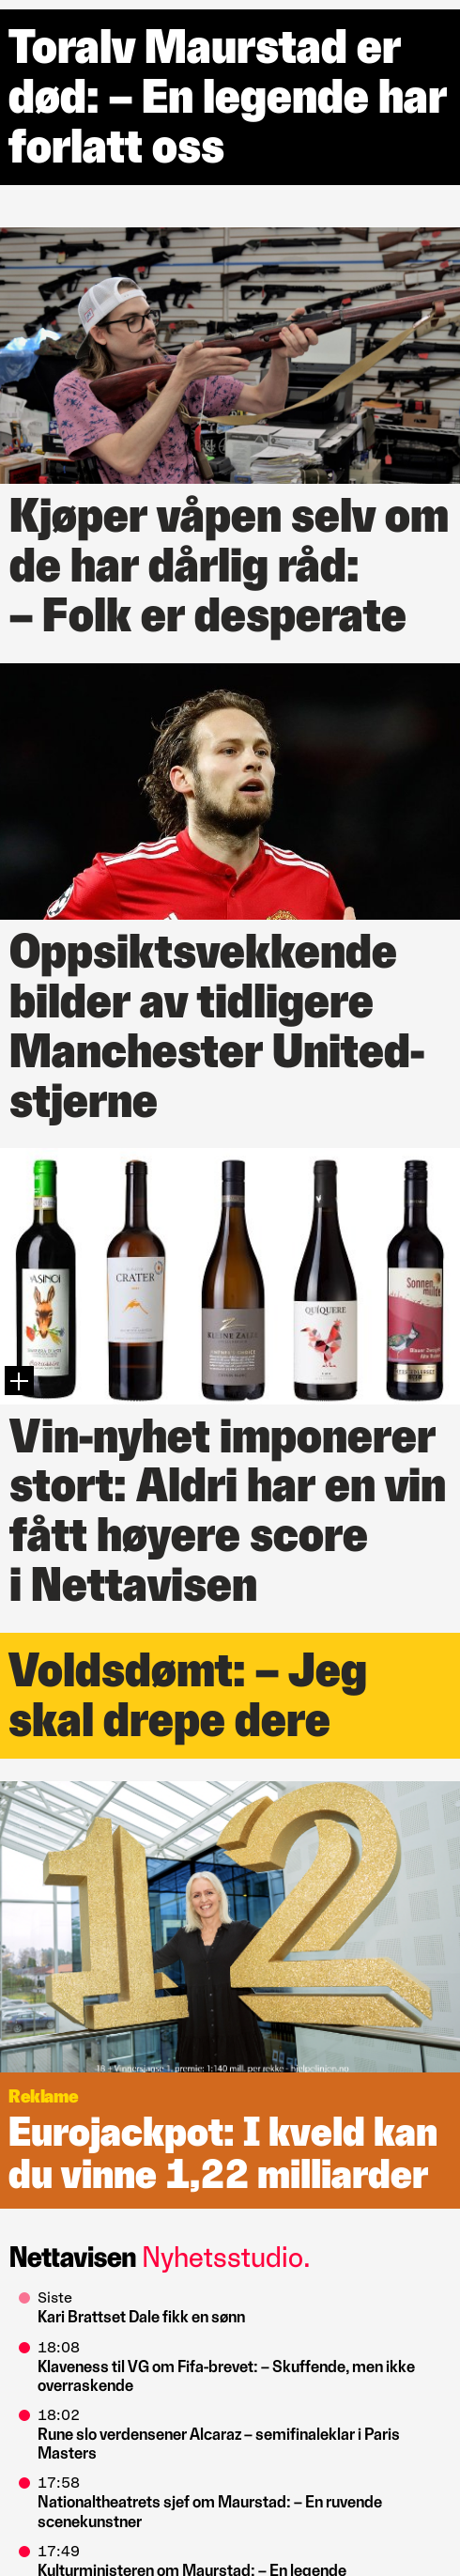 Toralv Maurstad er
død: – En legende har
forlatt oss
Kjøper våpen selv om
de har dårlig råd:
– Folk er desperate
Oppsiktsvekkende
bilder av tidligere
Manchester United-
stjerne
CRATER
KLEINE ZALZE
QUÍQUERE
Sonnen
mulde
Vin-nyhet imponerer
stort: Aldri har en vin
fått høyere score
i Nettavisen
Voldsdømt: – Jeg
skal drepe dere
12
18 + Vinnersjanse 1. premie: 1:140 mill. per rekke - hjelpelinjen.no
Reklame
Eurojackpot: I kveld kan
du vinne 1,22 milliarder
Nettavisen Nyhetsstudio.
Siste
Kari Brattset Dale fikk en sønn
18:08
Klaveness til VG om Fifa-brevet: – Skuffende, men ikke
overraskende
18:02
Rune slo verdensener Alcaraz – semifinaleklar i Paris
Masters
17:58
Nationaltheatrets sjef om Maurstad: – En ruvende
scenekunstner
17:49
Kulturministeren om Maurstad: – En legende